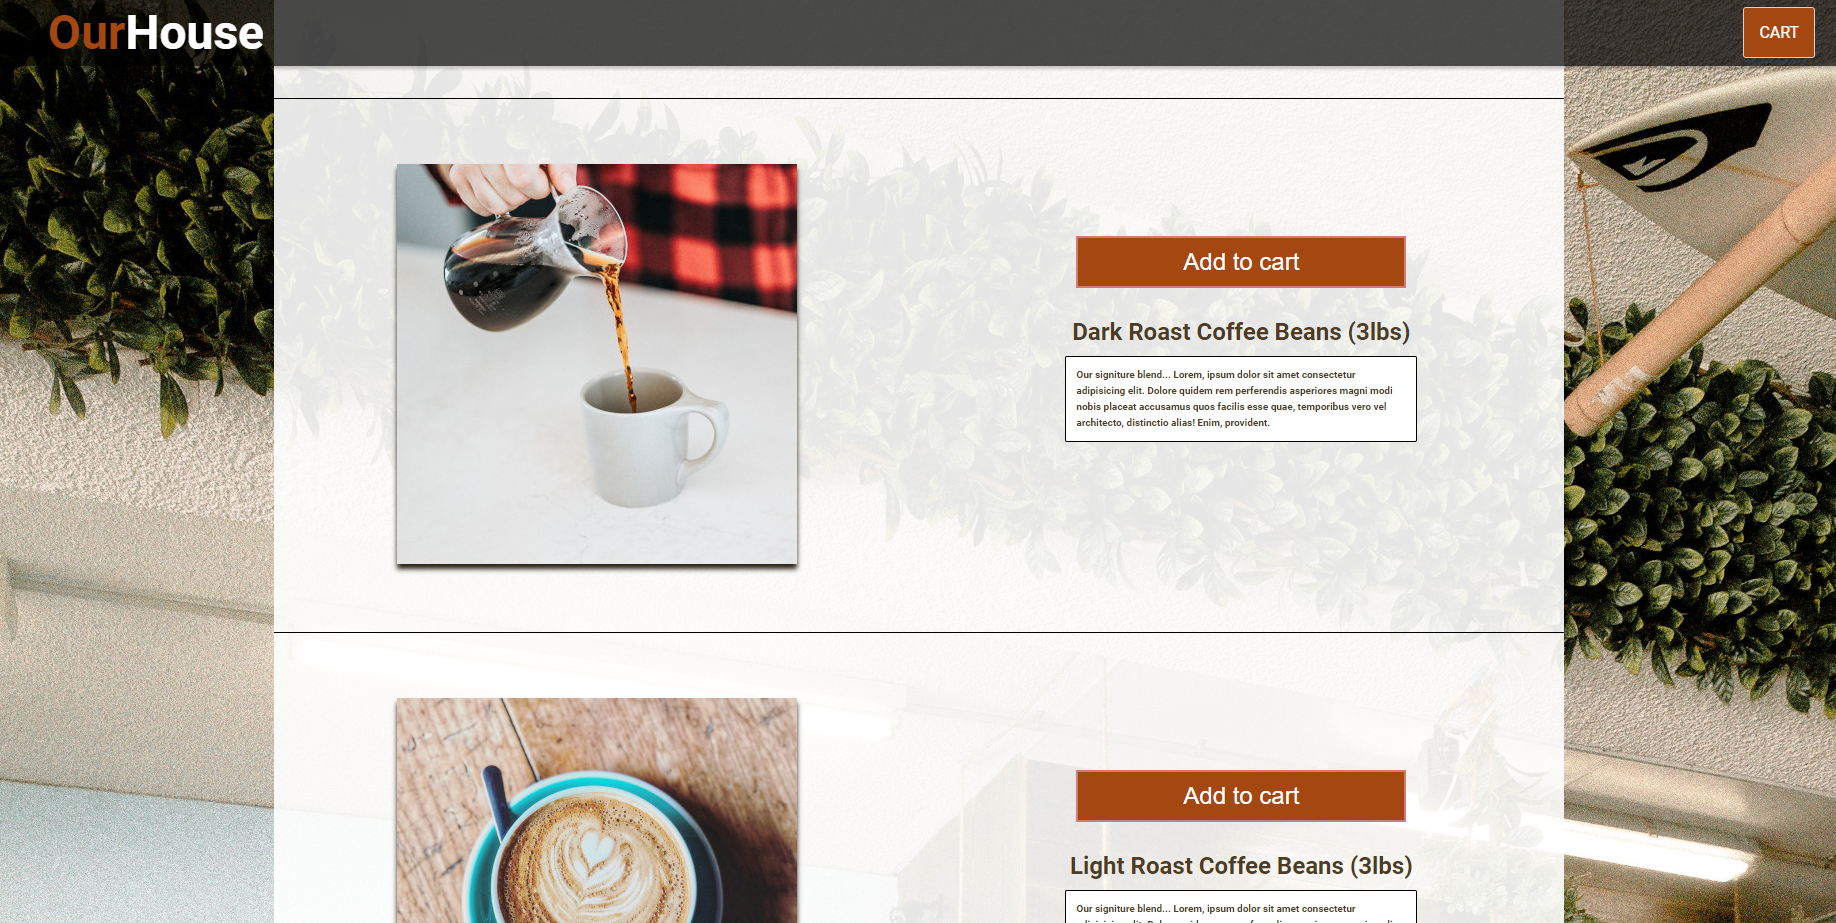 OurHouse
CART
Add to cart
Dark Roast Coffee Beans (3lbs)
Our signiture blend... Lorem, ipsum dolor sit amet consectetur
adipisicing elit. Dolore quidem rem perferendis asperiores magni modi
nobis placeat accusamus quos facilis esse quae, temporibus vero vel
architecto, distinctio alias! Enim, provident.
Add to cart
Light Roast Coffee Beans (3lbs)
Our signiture blend... Lorem, ipsum dolor sit amet consectetur